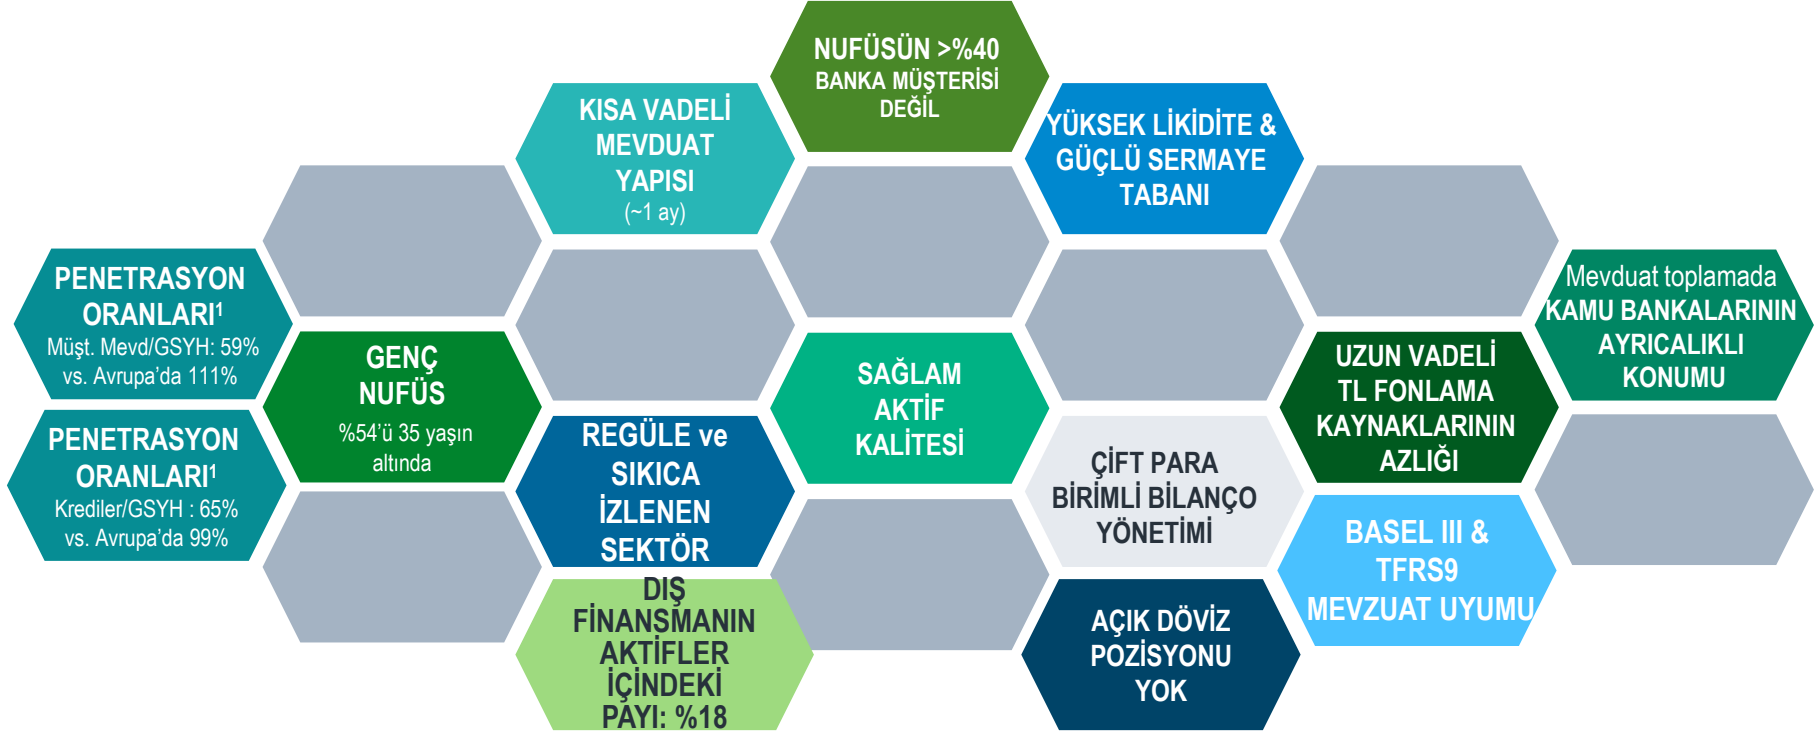 NUFÜSÜN >%40
BANKA MÜŞTERİSİ
DEĞİL
KISA VADELİ
MEVDUAT
YAPISI
(~1 ay)
YÜKSEK LİKİDİTE &
GÜÇLÜ SERMAYE
TABANI
PENETRASYON
ORANLARI¹
Müşt. Mevd/GSYH: 59%
vs. Avrupa’da 111%
Mevduat toplamada
KAMU BANKALARININ
AYRICALIKLI
KONUMU
GENÇ
NUFÜS
%54’ü 35 yaşın
altında
SAĞLAM
AKTİF
KALİTESİ
UZUN VADELİ
TL FONLAMA
KAYNAKLARININ
AZLIĞI
PENETRASYON
ORANLARI¹
Krediler/GSYH : 65%
vs. Avrupa’da 99%
REGÜLE ve
SIKICA
İZLENEN
SEKTÖR
ÇİFT PARA
BİRİMLİ BİLANÇO
YÖNETİMİ
BASEL III &
TFRS9
MEVZUAT UYUMU
DIŞ
FİNANSMANIN
AKTİFLER
İÇİNDEKİ
PAYI: %18
AÇIK DÖVİZ
POZİSYONU
YOK